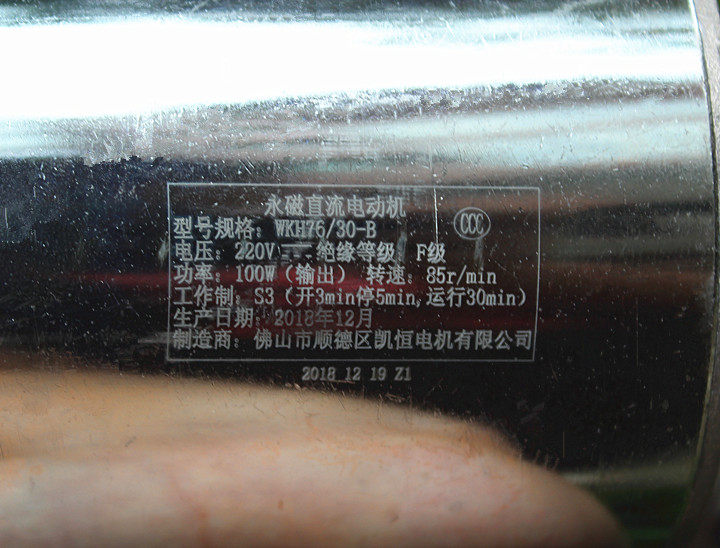 永磁直流电动机
型号规格: WKH76/30-B CCC
电压: 220V 绝缘等级: F级
功率: 100W（输出） 转速: 85r/min
工作制: S3（开3min停5min,运行30min）
生产日期: 2018年12月
制造商: 佛山市顺德区凯恒电机有限公司
2018 12 19 Z1